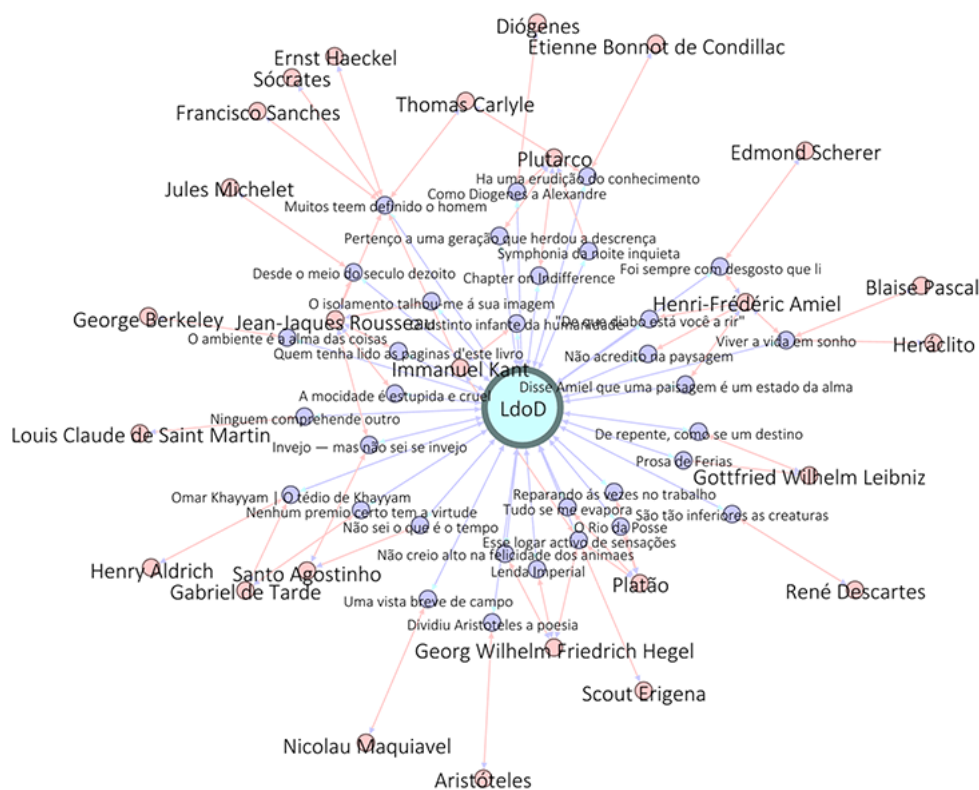 Diógenes
Etienne Bonnot de Condillac
Ernst Haeckel
Sócrates
Thomas Carlyle
Francisco Sanches
Edmond Scherer
Plutarco
Ha uma erudição do conhecimento
Jules Michelet
Como Diogenes a Alexandre
Muitos teem definido o homem
Pertenço a uma geração que herdou a descrença
Symphonia da noite inquieta
Desde o meio do seculo dezoito
Chapter on Indifference
Foi sempre com desgosto que li
Blaise Pascal
O isolamento talhou-me á sua imagem
Henri-Frédéric Amiel
George Berkeley
Jean-Jaques Rousseau
infante da humanidade
"De que diabo está você a rir"
O ambiente é a alma das coisas
Viver a vida em sonho
Heráclito
Quem tenha lido as paginas d'este livro
Não acredito na paysagem
Immanuel Kant
Disse Amiel que uma paisagem é um estado da alma
A mocidade é estupida e cruel
LdoD
Ninguem comprehende outro
Louis Claude de Saint Martin
De repente, como se um destino
Invejo — mas não sei se invejo
Prosa de Ferias
Gottfried Wilhelm Leibniz
Omar Khayyam | O tédio de Khayyam
Reparando ás vezes no trabalho
Nenhum premio certo tem a virtude
Tudo se me evapora
São tão inferiores as creaturas
Não sei o que é o tempo
O Rio da Posse
Esse logar activo de sensações
Não creio alto na felicidade dos animaes
Henry Aldrich
Santo Agostinho
Lenda Imperial
Gabriel de Tarde
Platão
René Descartes
Uma vista breve de campo
Dividiu Aristoteles a poesia
Georg Wilhelm Friedrich Hegel
Scout Erigena
Nicolau Maquiavel
Aristóteles